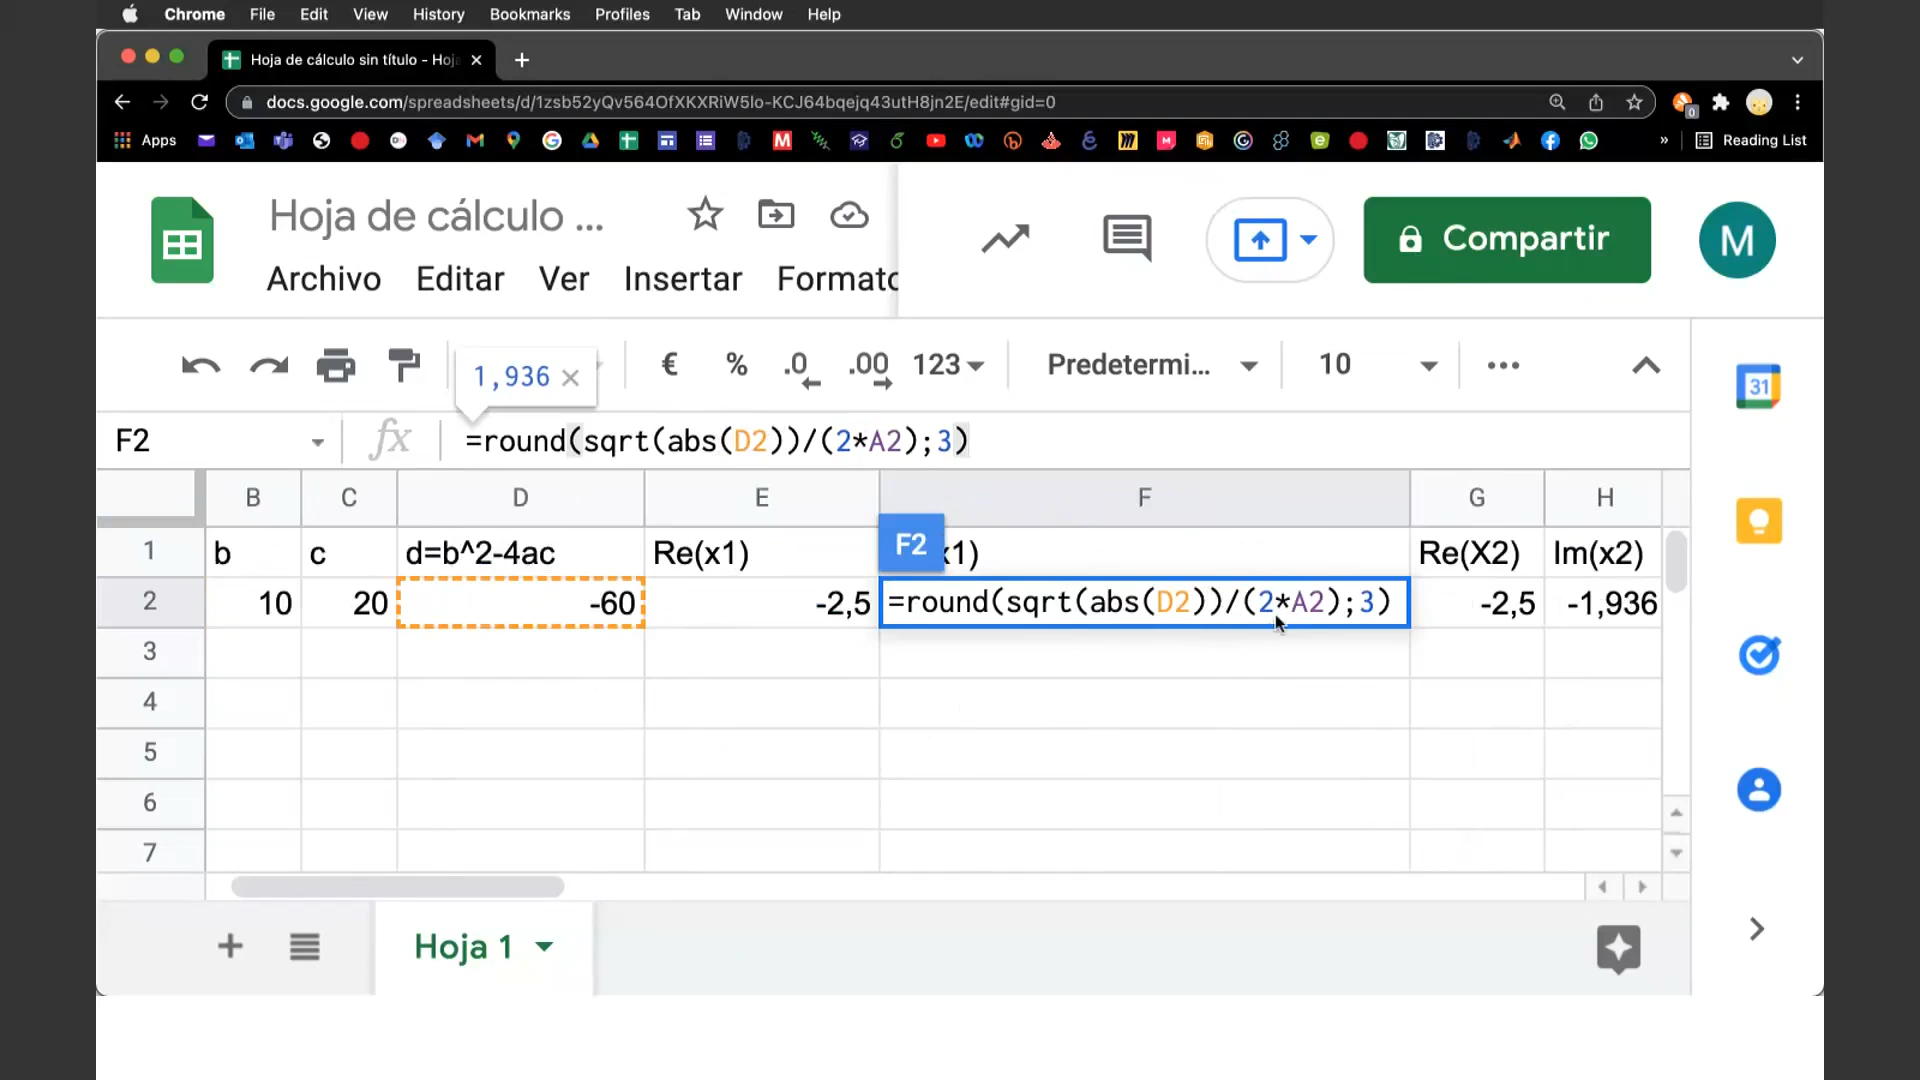 Chrome File Edit View History Bookmarks Profiles Tab Window Help
Hoja de cálculo sin título - Hoja
docs.google.com/spreadsheets/d/1zsb52yQv564OfXKXRiW5lo-KCJ64bqejq43utH8jn2E/edit#gid=0
Apps » Reading List
Hoja de cálculo ...
Compartir M
Archivo Editar Ver Insertar Formato
1,936 € % .0 .00 123 Predetermi... 10
31
F2 fx =round(sqrt(abs(D2))/(2*A2);3)
B C D E F G H
F2
1 b c d=b^2-4ac Re(x1) x1) Re(X2) Im(x2)
2 10 20 -60 -2,5 =round(sqrt(abs(D2))/(2*A2);3) -2,5 -1,936
3
4
5
6
7
Hoja 1